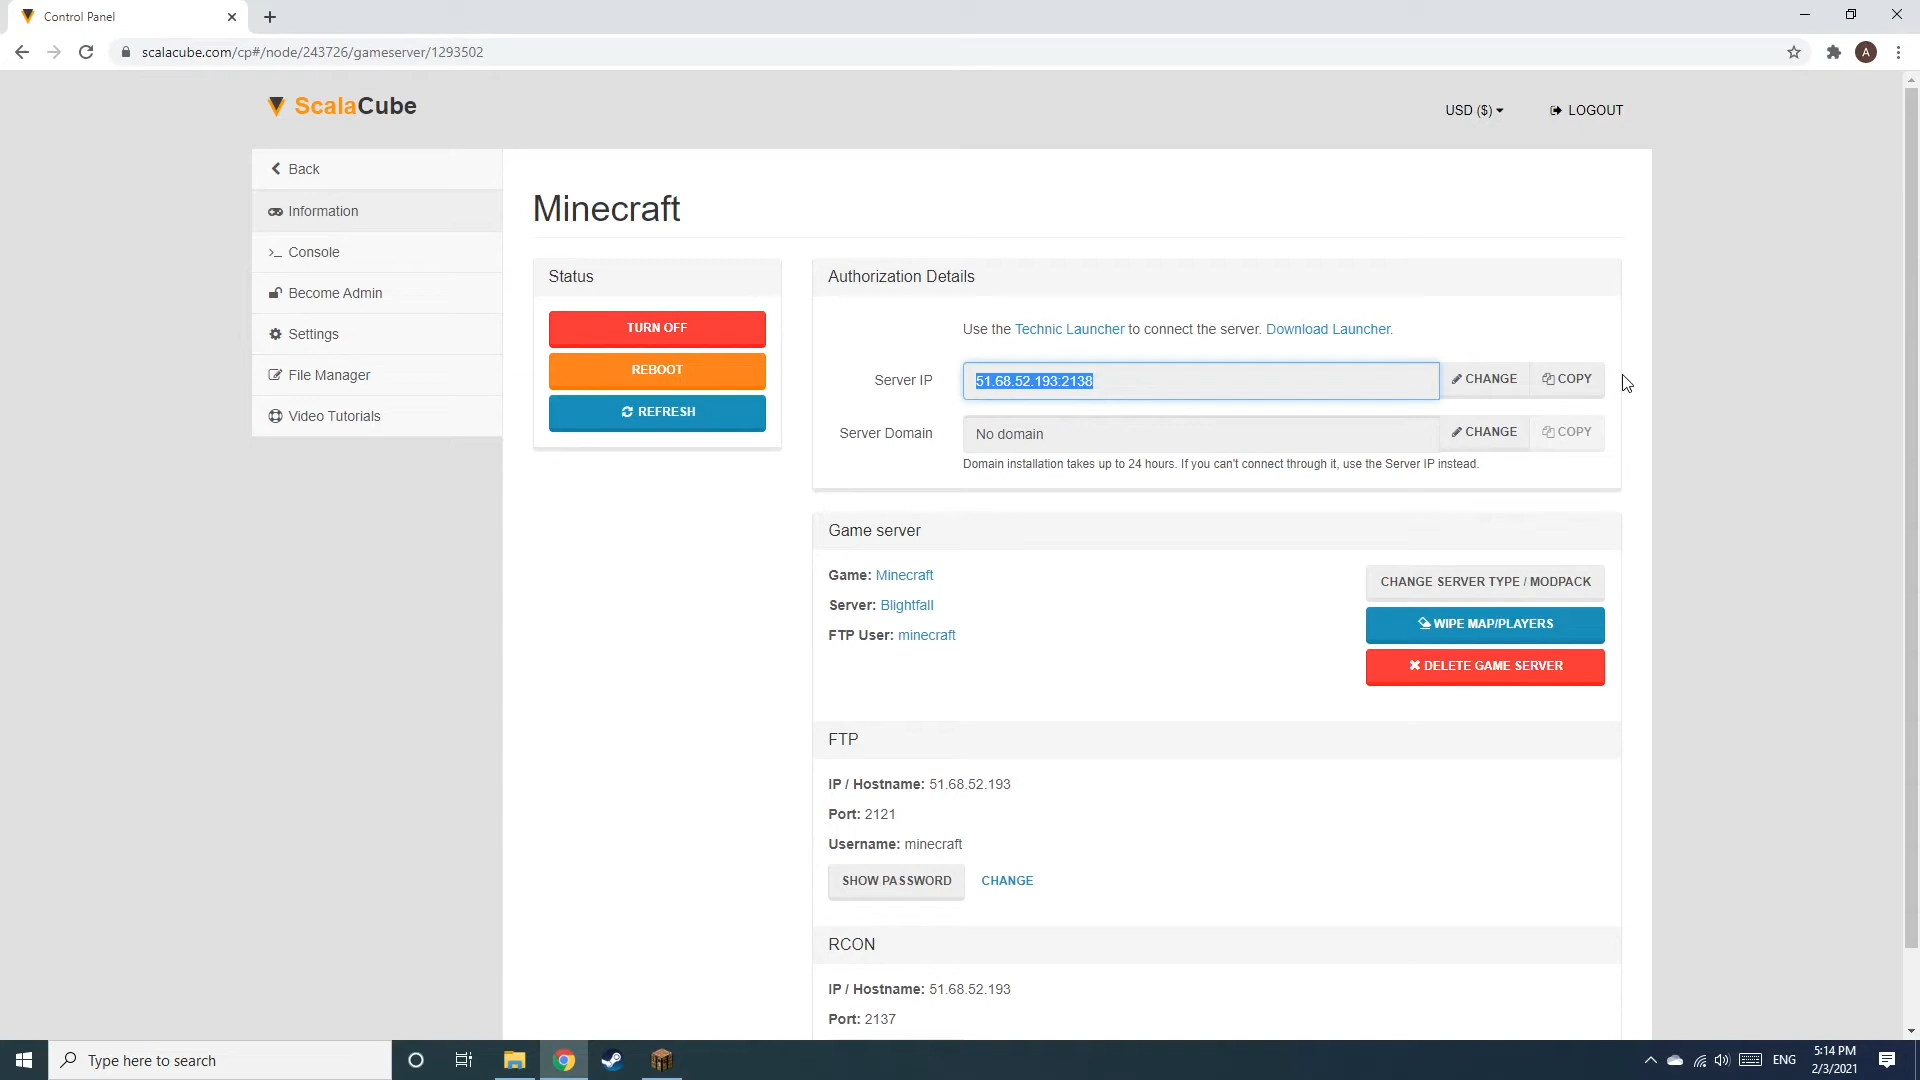 Control Panel
scalacube.com/cp#/node/243726/gameserver/1293502
A
ScalaCube
USD ($)
LOGOUT
Back
Information
Console
Become Admin
Settings
File Manager
Video Tutorials
Minecraft
Status
TURN OFF
REBOOT
REFRESH
Authorization Details
Use the Technic Launcher to connect the server. Download Launcher.
Server IP
51.68.52.193:2138
CHANGE
COPY
Server Domain
No domain
CHANGE
COPY
Domain installation takes up to 24 hours. If you can't connect through it, use the Server IP instead.
Game server
Game: Minecraft
Server: Blightfall
FTP User: minecraft
CHANGE SERVER TYPE / MODPACK
WIPE MAP/PLAYERS
DELETE GAME SERVER
FTP
IP / Hostname: 51.68.52.193
Port: 2121
Username: minecraft
SHOW PASSWORD
CHANGE
RCON
IP / Hostname: 51.68.52.193
Port: 2137
Type here to search
ENG
5:14 PM
2/3/2021